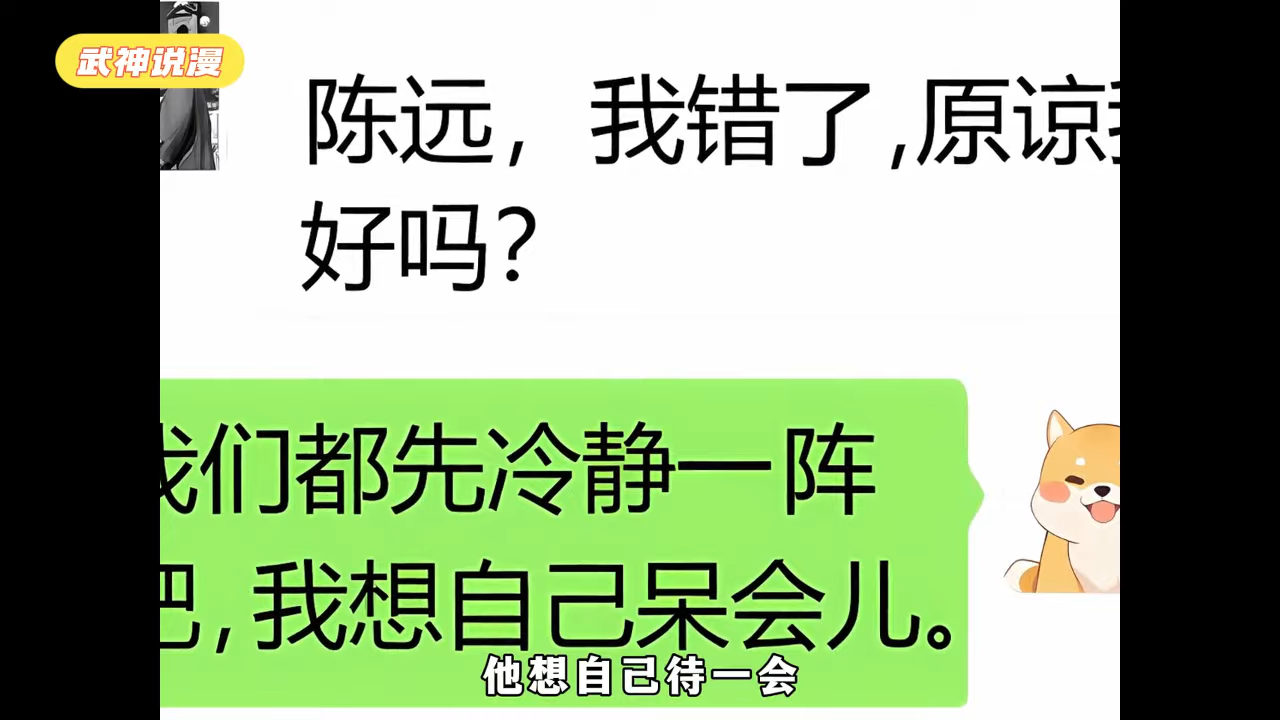 武神说漫
陈远，我错了,原谅
好吗？
们都先冷静一阵
,我想自己呆会儿。
他想自己待一会